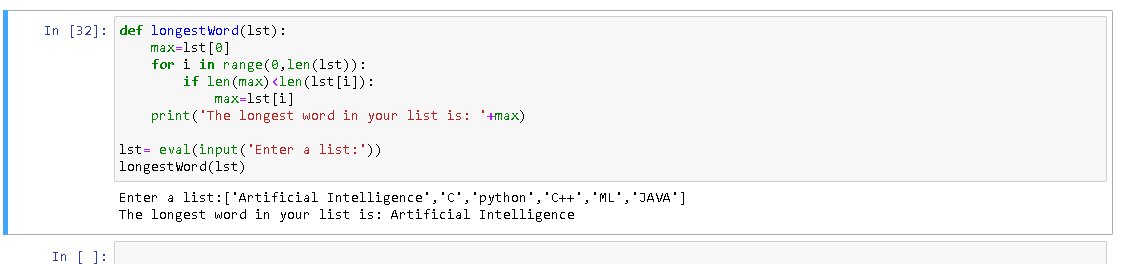 In [32]: def longestWord(lst):
    max=lst[0]
    for i in range(0,len(lst)):
        if len(max)<len(lst[i]):
            max=lst[i]
    print('The longest word in your list is: '+max)
lst= eval(input('Enter a list:'))
longestWord(lst)
Enter a list:['Artificial Intelligence','C','python','C++','ML','JAVA']
The longest word in your list is: Artificial Intelligence
In [ ]: